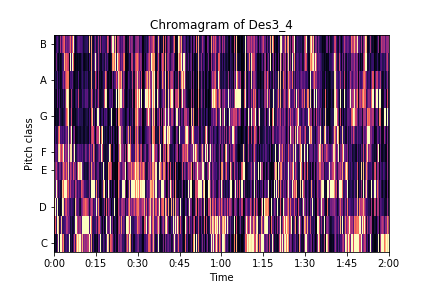 Chromagram of Des3_4
B
A
G
F
E
D
C
Pitch class
0:00 0:15 0:30 0:45 1:00 1:15 1:30 1:45 2:00
Time